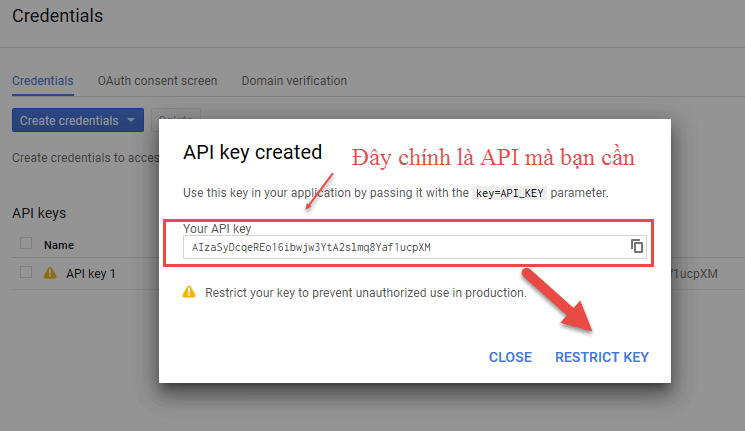 Credentials
Credentials OAuth consent screen Domain verification
Create credentials Delete
Create credentials to acces
API key created
Đây chính là API mà bạn cần
Use this key in your application by passing it with the key=API_KEY parameter.
API keys
Your API key
Name
AIzaSyDcqeREo16ibwjw3YtA2s1mq8Yaf1ucpXM
API key 1
f1ucpXM
Restrict your key to prevent unauthorized use in production.
CLOSE RESTRICT KEY